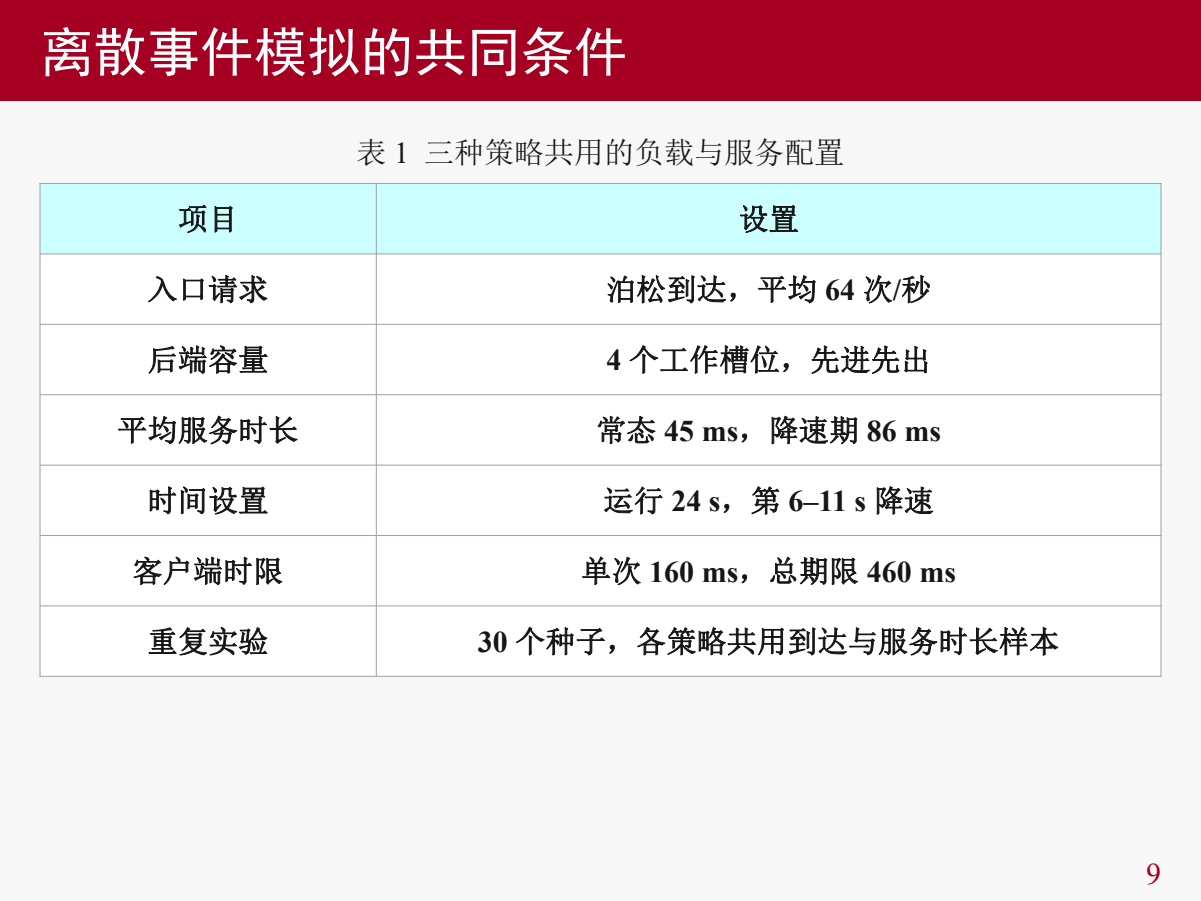 离散事件模拟的共同条件
表 1 三种策略共用的负载与服务配置
项目 设置
入口请求 泊松到达，平均 64 次/秒
后端容量 4 个工作槽位，先进先出
平均服务时长 常态 45 ms，降速期 86 ms
时间设置 运行 24 s，第 6–11 s 降速
客户端时限 单次 160 ms，总期限 460 ms
重复实验 30 个种子，各策略共用到达与服务时长样本
9